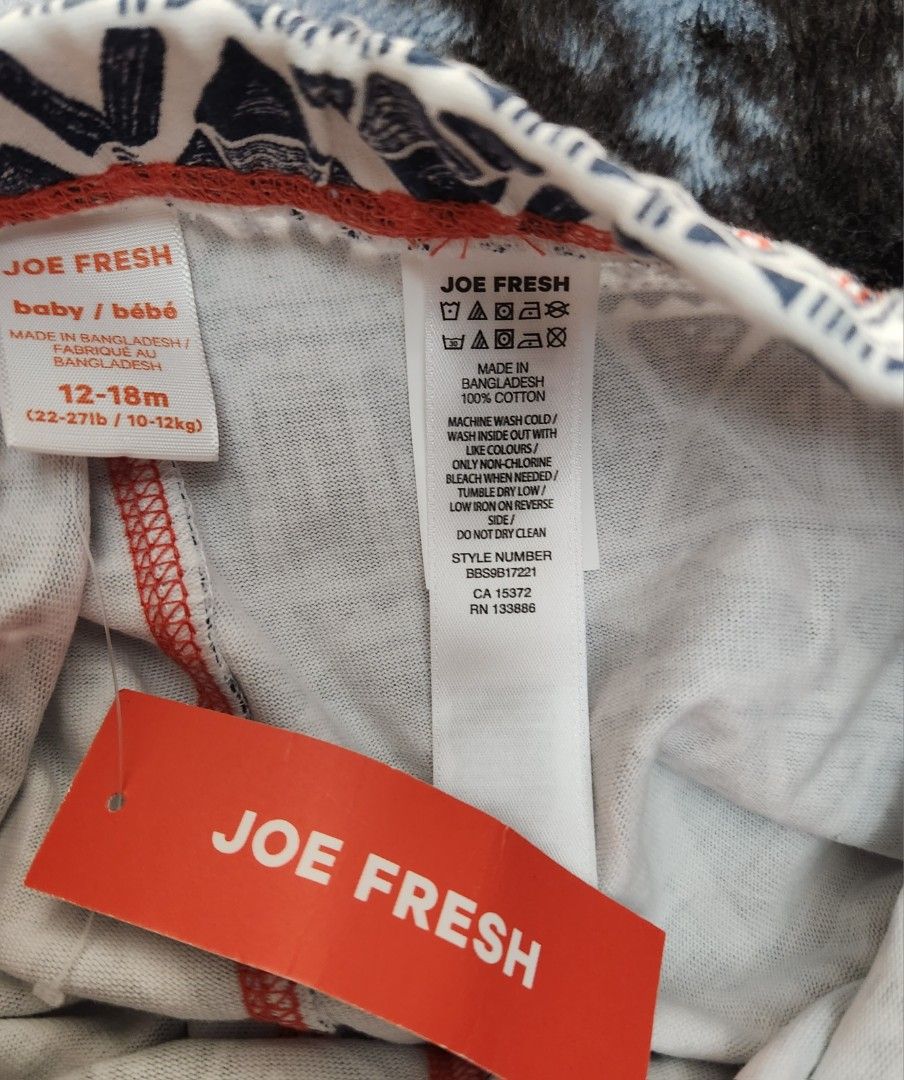 JOE FRESH
baby / bébé
MADE IN BANGLADESH /
FABRIQUÉ AU
BANGLADESH
12-18m
(22-27lb / 10-12kg)
JOE FRESH
30
MADE IN
BANGLADESH
100% COTTON
MACHINE WASH COLD /
WASH INSIDE OUT WITH
LIKE COLOURS /
ONLY NON-CHLORINE
BLEACH WHEN NEEDED /
TUMBLE DRY LOW /
LOW IRON ON REVERSE
SIDE /
DO NOT DRY CLEAN
STYLE NUMBER
BBS9B17221
CA 15372
RN 133886
JOE FRESH